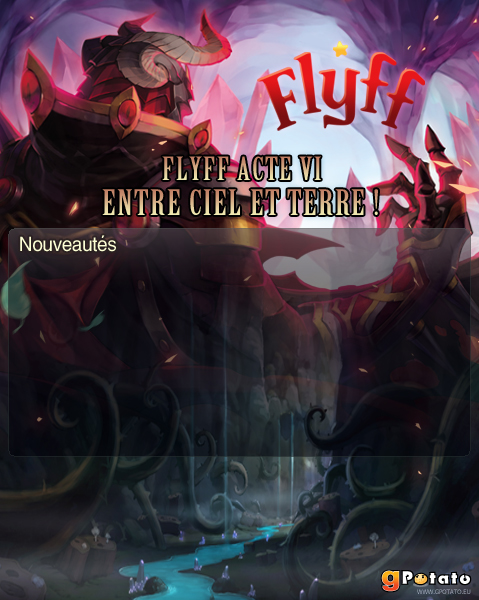 Flyff
FLYFF ACTE VI
ENTRE CIEL ET TERRE !
Nouveautés
gPotato
WWW.GPOTATO.EU